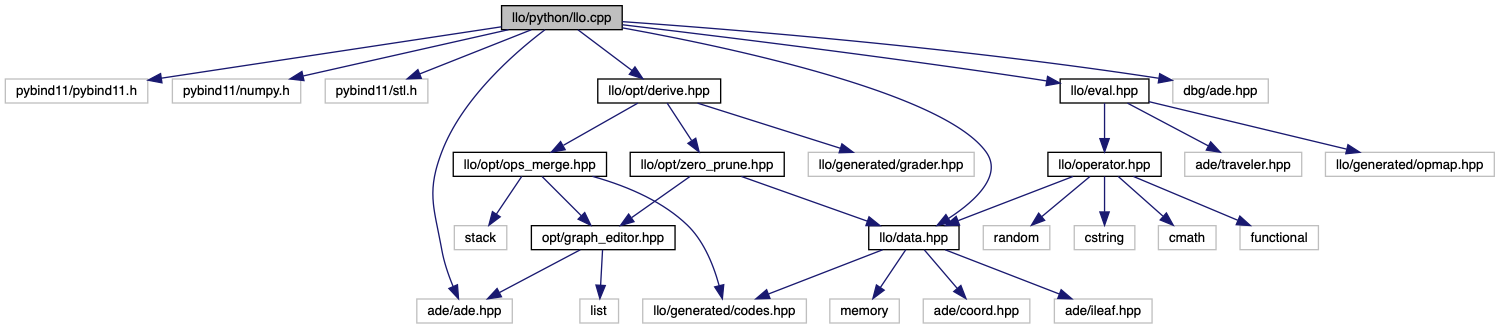 llo/python/llo.cpp
pybind11/pybind11.h
pybind11/numpy.h
pybind11/stl.h
llo/opt/derive.hpp
llo/eval.hpp
dbg/ade.hpp
llo/opt/ops_merge.hpp
llo/opt/zero_prune.hpp
llo/generated/grader.hpp
llo/operator.hpp
ade/traveler.hpp
llo/generated/opmap.hpp
stack
opt/graph_editor.hpp
llo/data.hpp
random
cstring
cmath
functional
ade/ade.hpp
list
llo/generated/codes.hpp
memory
ade/coord.hpp
ade/ileaf.hpp